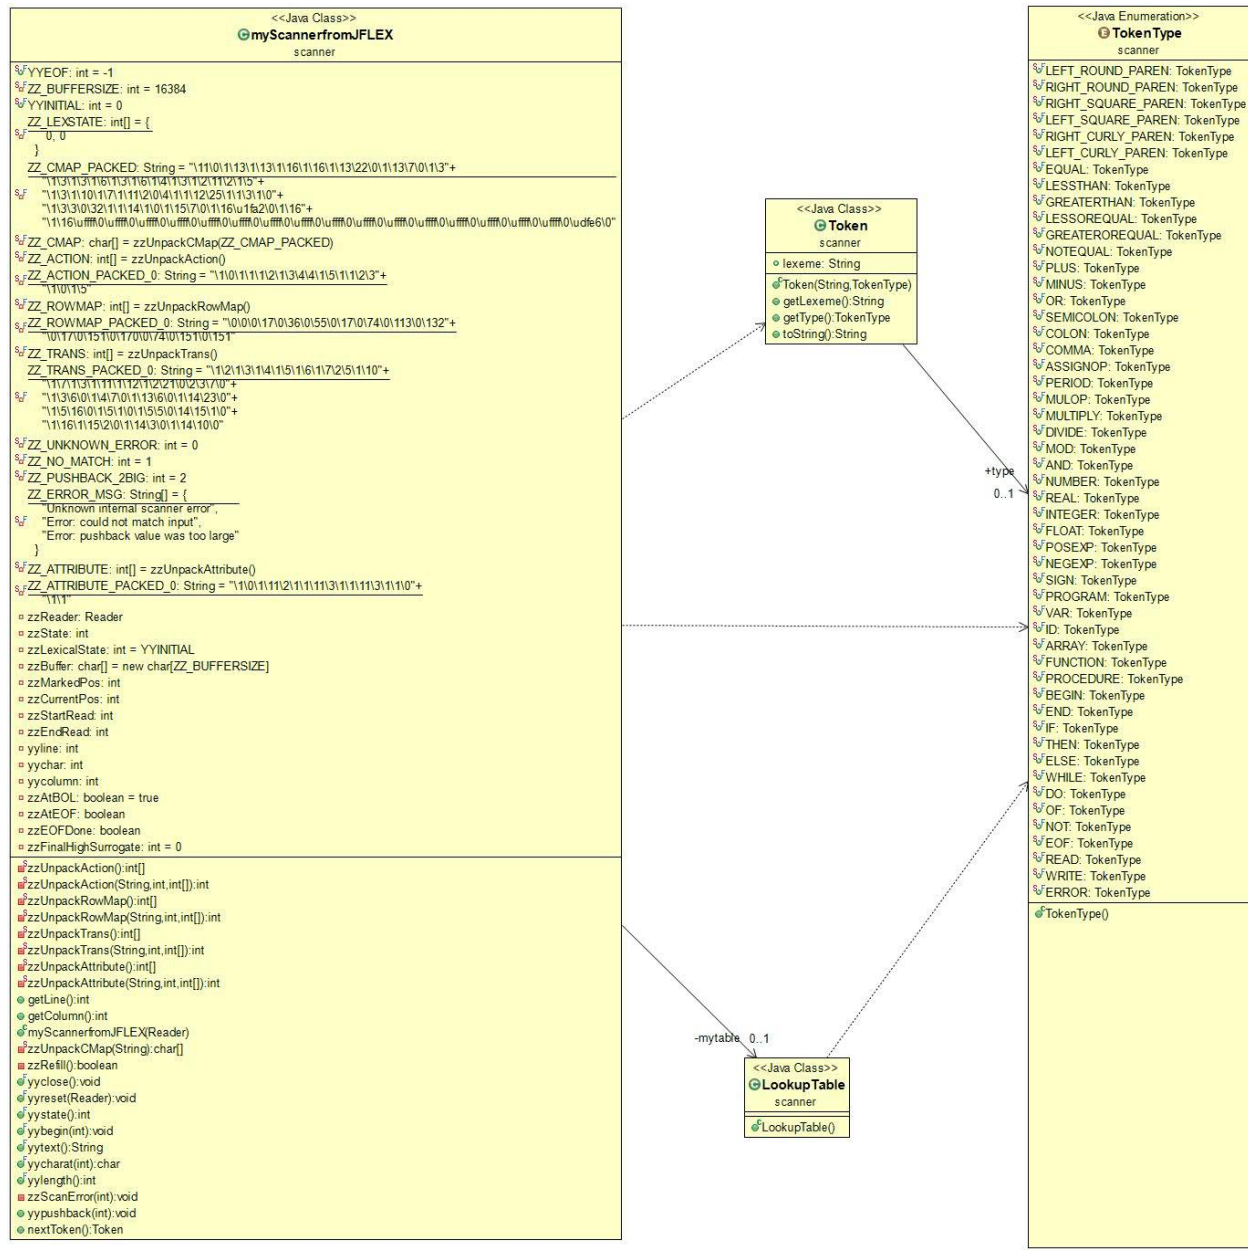 <<Java Class>>
myScannerfromJFLEX
scanner
YYEOF: int = -1
ZZ_BUFFERSIZE: int = 16384
YYINITIAL: int = 0
ZZ_LEXSTATE: int[] = {
0, 0
}
ZZ_CMAP_PACKED: String = "\11\0\1\13\1\13\1\16\1\16\1\13\22\0\1\13\7\0\1\3"+
"\1\3\1\3\1\6\1\3\1\6\1\4\1\3\1\2\11\2\1\5"+
"\1\3\1\10\1\7\1\11\2\0\4\1\1\12\25\1\1\3\1\0"+
"\1\3\3\0\32\1\1\14\1\0\1\15\7\0\1\16\u1fa2\0\1\16"+
"\1\16\uffff\0\uffff\0\uffff\0\uffff\0\uffff\0\uffff\0\uffff\0\uffff\0\uffff\0\uffff\0\uffff\0\uffff\0\uffff\0\uffff\0\uffff\0\udfe6\0"
ZZ_CMAP: char[] = zzUnpackCMap(ZZ_CMAP_PACKED)
ZZ_ACTION: int[] = zzUnpackAction()
ZZ_ACTION_PACKED_0: String = "\1\0\1\1\1\2\1\3\4\4\1\5\1\1\2\3"+
"\1\0\1\5"
ZZ_ROWMAP: int[] = zzUnpackRowMap()
ZZ_ROWMAP_PACKED_0: String = "\0\0\0\17\0\36\0\55\0\17\0\74\0\113\0\132"+
"\0\17\0\151\0\170\0\74\0\151\0\151"
ZZ_TRANS: int[] = zzUnpackTrans()
ZZ_TRANS_PACKED_0: String = "\1\2\1\3\1\4\1\5\1\6\1\7\2\5\1\10"+
"\1\7\1\3\1\11\1\12\1\2\21\0\2\3\7\0"+
"\1\3\6\0\1\4\7\0\1\13\6\0\1\14\23\0"+
"\1\5\16\0\1\5\1\0\1\5\5\0\14\15\1\0"+
"\1\16\1\15\2\0\1\14\3\0\1\14\10\0"
ZZ_UNKNOWN_ERROR: int = 0
ZZ_NO_MATCH: int = 1
ZZ_PUSHBACK_2BIG: int = 2
ZZ_ERROR_MSG: String[] = {
"Unknown internal scanner error",
"Error: could not match input",
"Error: pushback value was too large"
}
ZZ_ATTRIBUTE: int[] = zzUnpackAttribute()
ZZ_ATTRIBUTE_PACKED_0: String = "\1\0\1\11\2\1\1\11\3\1\1\11\3\1\1\0"+
"\1\1"
zzReader: Reader
zzState: int
zzLexicalState: int = YYINITIAL
zzBuffer: char[] = new char[ZZ_BUFFERSIZE]
zzMarkedPos: int
zzCurrentPos: int
zzStartRead: int
zzEndRead: int
yyline: int
yychar: int
yycolumn: int
zzAtBOL: boolean = true
zzAtEOF: boolean
zzEOFDone: boolean
zzFinalHighSurrogate: int = 0
zzUnpackAction():int[]
zzUnpackAction(String,int,int[]):int
zzUnpackRowMap():int[]
zzUnpackRowMap(String,int,int[]):int
zzUnpackTrans():int[]
zzUnpackTrans(String,int,int[]):int
zzUnpackAttribute():int[]
zzUnpackAttribute(String,int,int[]):int
getLine():int
getColumn():int
myScannerfromJFLEX(Reader)
zzUnpackCMap(String):char[]
zzRefill():boolean
yyclose():void
yyreset(Reader):void
yystate():int
yybegin(int):void
yytext():String
yycharat(int):char
yylength():int
zzScanError(int):void
yypushback(int):void
nextToken():Token
<<Java Class>>
Token
scanner
lexeme: String
Token(String,TokenType)
getLexeme():String
getType():TokenType
toString():String
+type
0..1
-mytable 0..1
<<Java Class>>
LookupTable
scanner
LookupTable()
<<Java Enumeration>>
TokenType
scanner
LEFT_ROUND_PAREN: TokenType
RIGHT_ROUND_PAREN: TokenType
RIGHT_SQUARE_PAREN: TokenType
LEFT_SQUARE_PAREN: TokenType
RIGHT_CURLY_PAREN: TokenType
LEFT_CURLY_PAREN: TokenType
EQUAL: TokenType
LESSTHAN: TokenType
GREATERTHAN: TokenType
LESSOREQUAL: TokenType
GREATEROREQUAL: TokenType
NOTEQUAL: TokenType
PLUS: TokenType
MINUS: TokenType
OR: TokenType
SEMICOLON: TokenType
COLON: TokenType
COMMA: TokenType
ASSIGNOP: TokenType
PERIOD: TokenType
MULOP: TokenType
MULTIPLY: TokenType
DIVIDE: TokenType
MOD: TokenType
AND: TokenType
NUMBER: TokenType
REAL: TokenType
INTEGER: TokenType
FLOAT: TokenType
POSEXP: TokenType
NEGEXP: TokenType
SIGN: TokenType
PROGRAM: TokenType
VAR: TokenType
ID: TokenType
ARRAY: TokenType
FUNCTION: TokenType
PROCEDURE: TokenType
BEGIN: TokenType
END: TokenType
IF: TokenType
THEN: TokenType
ELSE: TokenType
WHILE: TokenType
DO: TokenType
OF: TokenType
NOT: TokenType
EOF: TokenType
READ: TokenType
WRITE: TokenType
ERROR: TokenType
TokenType()